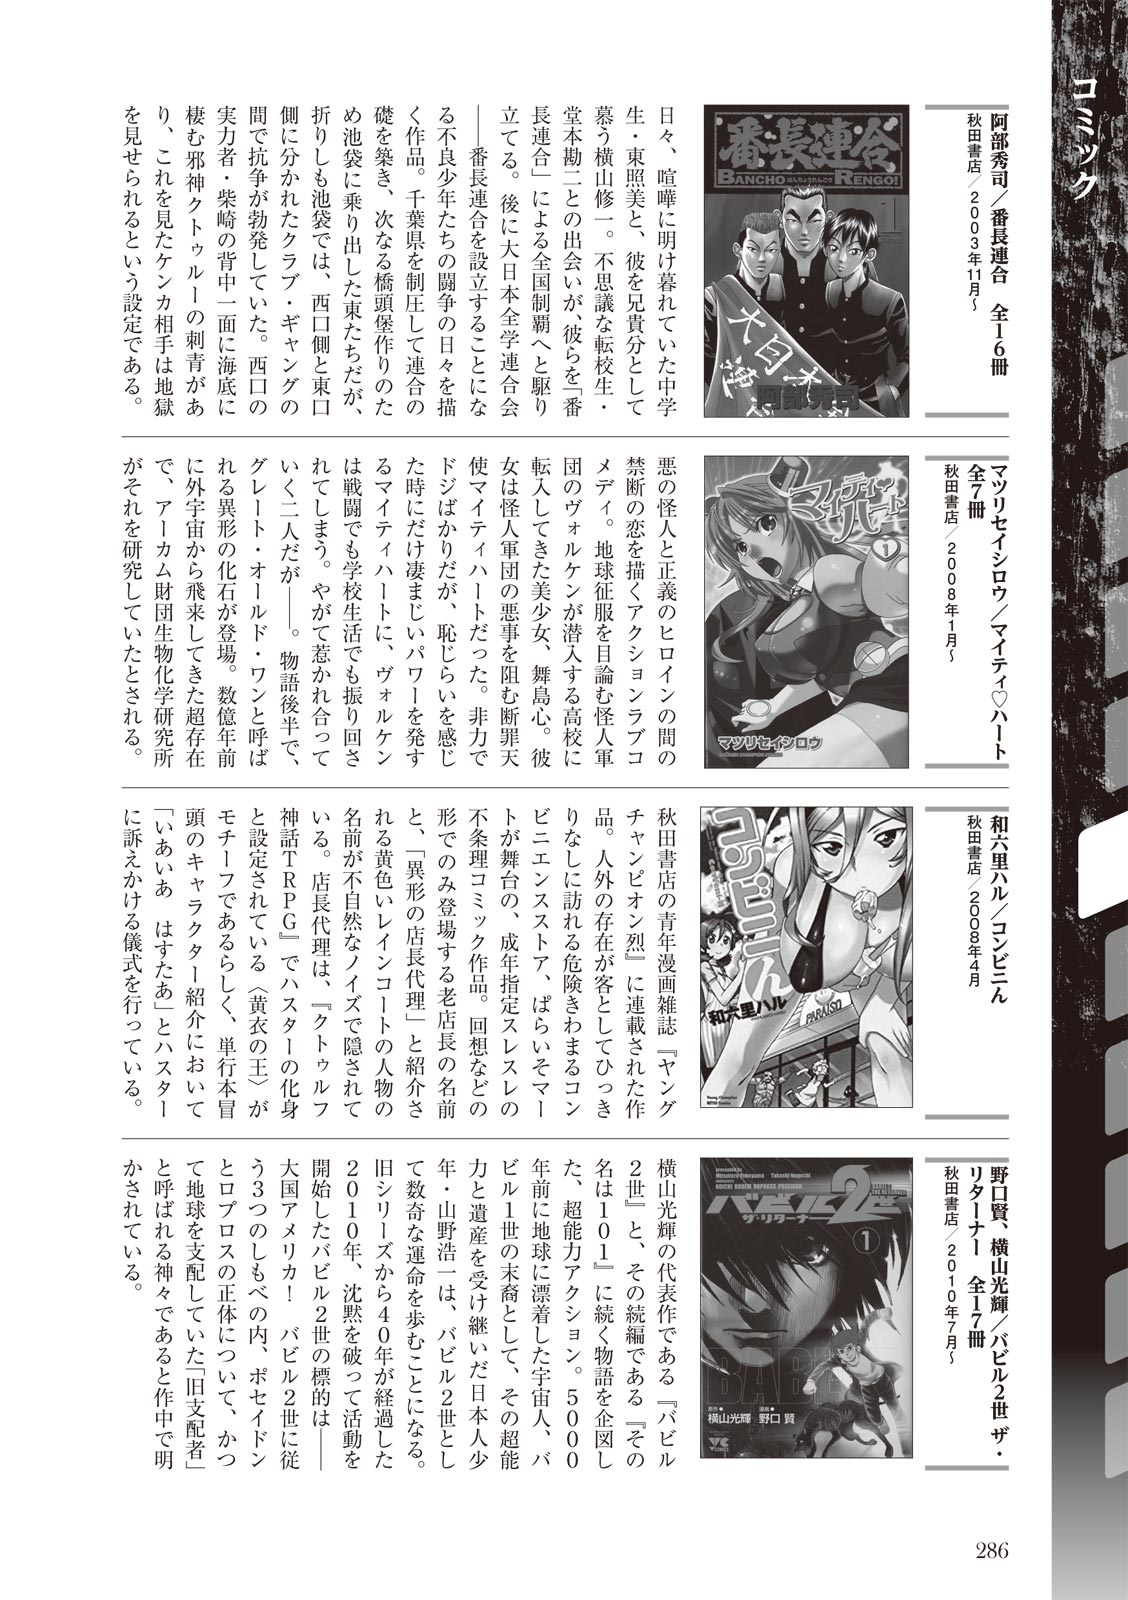 コミック
阿部秀司／番長連合　全16冊
秋田書店／2003年11月〜
番長連合
BANCHO
ばんちょうれんごう
RENGO!
1
大日本
阿部秀司
日々、喧嘩に明け暮れていた中学
生・東照美と、彼を兄貴分として
慕う横山修一。不思議な転校生・
堂本勘二との出会いが、彼らを「番
長連合」による全国制覇へと駆り
立てる。後に大日本全学連合会
――番長連合を設立することにな
る不良少年たちの闘争の日々を描
く作品。千葉県を制圧して連合の
礎を築き、次なる橋頭堡作りのた
め池袋に乗り出した東たちだが、
折りしも池袋では、西口側と東口
側に分かれたクラブ・ギャングの
間で抗争が勃発していた。西口の
実力者・柴崎の背中一面に海底に
棲む邪神クトゥルーの刺青があ
り、これを見たケンカ相手は地獄
を見せられるという設定である。
マツリセイシロウ／マイティ♡ハート
全7冊
秋田書店／2008年1月〜
マイティ♥ハート
1
マツリセイシロウ
悪の怪人と正義のヒロインの間の
禁断の恋を描くアクションラブコ
メディ。地球征服を目論む怪人軍
団のヴォルケンが潜入する高校に
転入してきた美少女、舞島心。彼
女は怪人軍団の悪事を阻む断罪天
使マイティハートだった。非力で
ドジばかりだが、恥じらいを感じ
た時にだけ凄まじいパワーを発す
るマイティハートに、ヴォルケン
は戦闘でも学校生活でも振り回さ
れてしまう。やがて惹かれ合って
いく二人だが――。物語後半で、
グレート・オールド・ワンと呼ば
れる異形の化石が登場。数億年前
に外宇宙から飛来してきた超存在
で、アーカム財団生物化学研究所
がそれを研究していたとされる。
和六里ハル／コンビニん
秋田書店／2008年4月
コンビニん
和六里ハル
PARAISO
Young Champion
秋田書店の青年漫画雑誌『ヤング
チャンピオン烈』に連載された作
品。人外の存在が客としてひっき
りなしに訪れる危険きわまるコン
ビニエンスストア、ぱらいそマー
トが舞台の、成年指定スレスレの
不条理コミック作品。回想などの
形でのみ登場する老店長の名前
と、「異形の店長代理」と紹介さ
れる黄色いレインコートの人物の
名前が不自然なノイズで隠されて
いる。店長代理は、『クトゥルフ
神話TRPG』でハスターの化身
と設定されている〈黄衣の王〉が
モチーフであるらしく、単行本冒
頭のキャラクター紹介において
「いあいあ　はすたあ」とハスター
に訴えかける儀式を行っている。
野口賢、横山光輝／バビル2世 ザ・
リターナー　全17冊
秋田書店／2010年7月〜
presented by
Mitsuteru Yokoyama　Takashi Noguchi
characters
KOICHI RODEM ROPROSS POSEIDON
バビル2世
ザ・リターナー
1
BABEL
原作● 横山光輝
漫画● 野口 賢
YC
横山光輝の代表作である『バビル
2世』と、その続編である『その
名は101』に続く物語を企図し
た、超能力アクション。5000
年前に地球に漂着した宇宙人、バ
ビル1世の末裔として、その超能
力と遺産を受け継いだ日本人少
年・山野浩一は、バビル2世とし
て数奇な運命を歩むことになる。
旧シリーズから40年が経過した
2010年、沈黙を破って活動を
開始したバビル2世の標的は――
大国アメリカ！　バビル2世に従
う3つのしもべの内、ポセイドン
とロプロスの正体について、かつ
て地球を支配していた「旧支配者」
と呼ばれる神々であると作中で明
かされている。
286